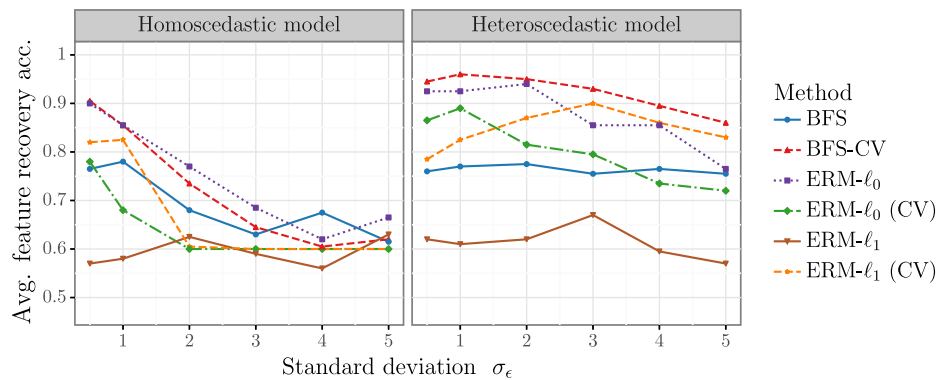 Homoscedastic model
Heteroscedastic model
Avg. feature recovery acc.
1
0.9
0.8
0.7
0.6
0.5
1 2 3 4 5
1 2 3 4 5
Standard deviation σ_ϵ
Method
BFS
BFS-CV
ERM-ℓ₀
ERM-ℓ₀ (CV)
ERM-ℓ₁
ERM-ℓ₁ (CV)